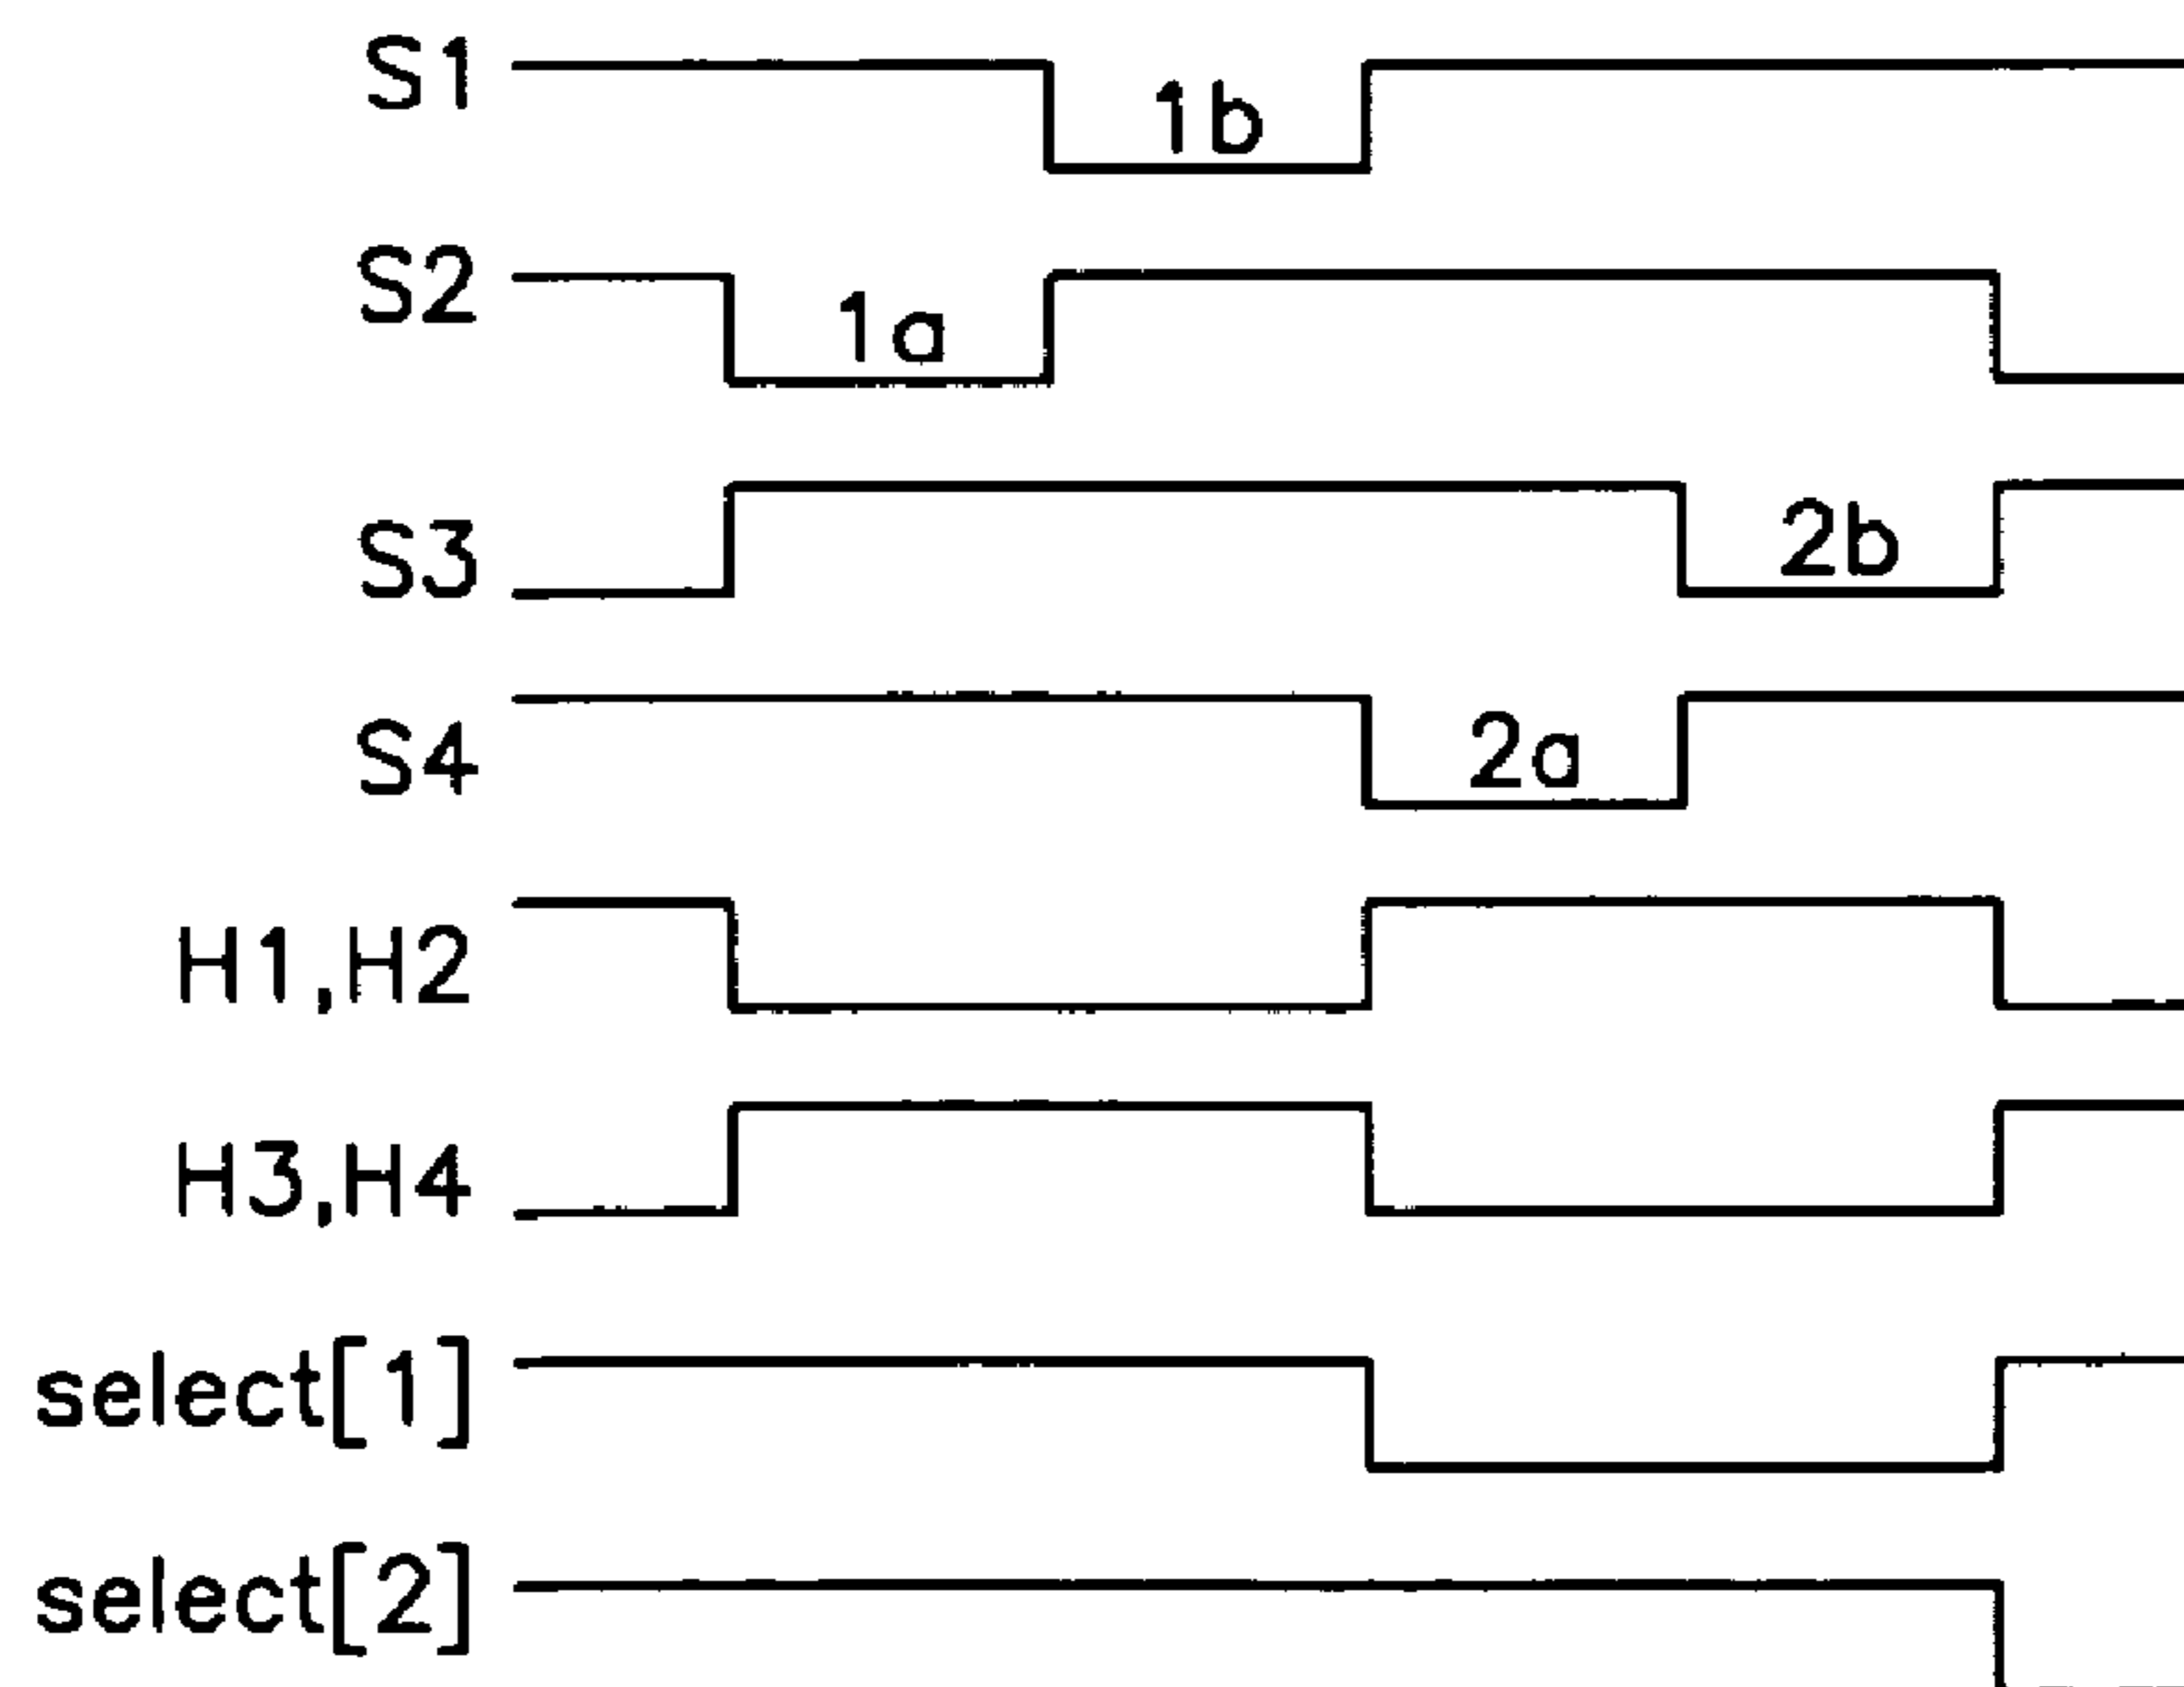 S1
1b
S2
1a
S3
2b
S4
2a
H1,H2
H3,H4
select[1]
select[2]